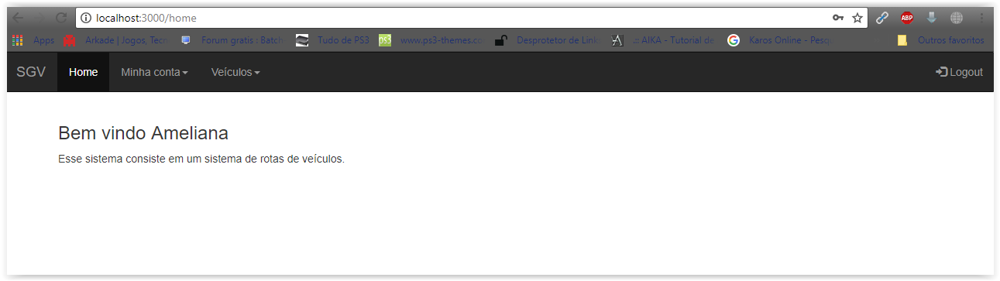 localhost:3000/home
ABP
Apps Arkade | Jogos, Tecn Forum gratis : Batch Tudo de PS3 PS3 www.ps3-themes.co Desprotetor de Link .:: AIKA - Tutorial de Karos Online - Pesq Outros favoritos
SGV Home Minha conta Veículos Logout
Bem vindo Ameliana
Esse sistema consiste em um sistema de rotas de veículos.